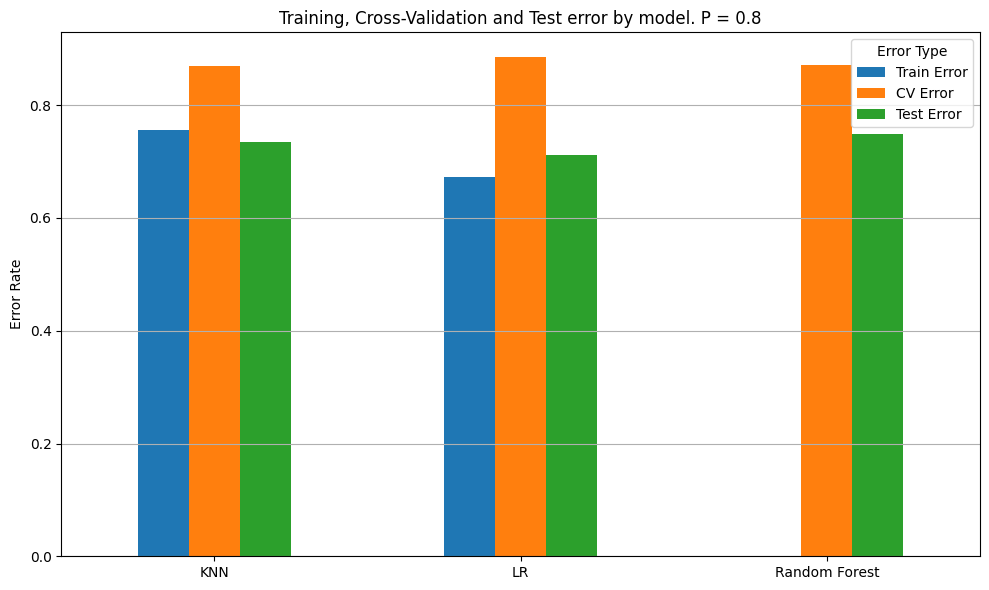 Training, Cross-Validation and Test error by model. P = 0.8
Error Type
Train Error
CV Error
Test Error
Error Rate
0.8
0.6
0.4
0.2
0.0
KNN
LR
Random Forest